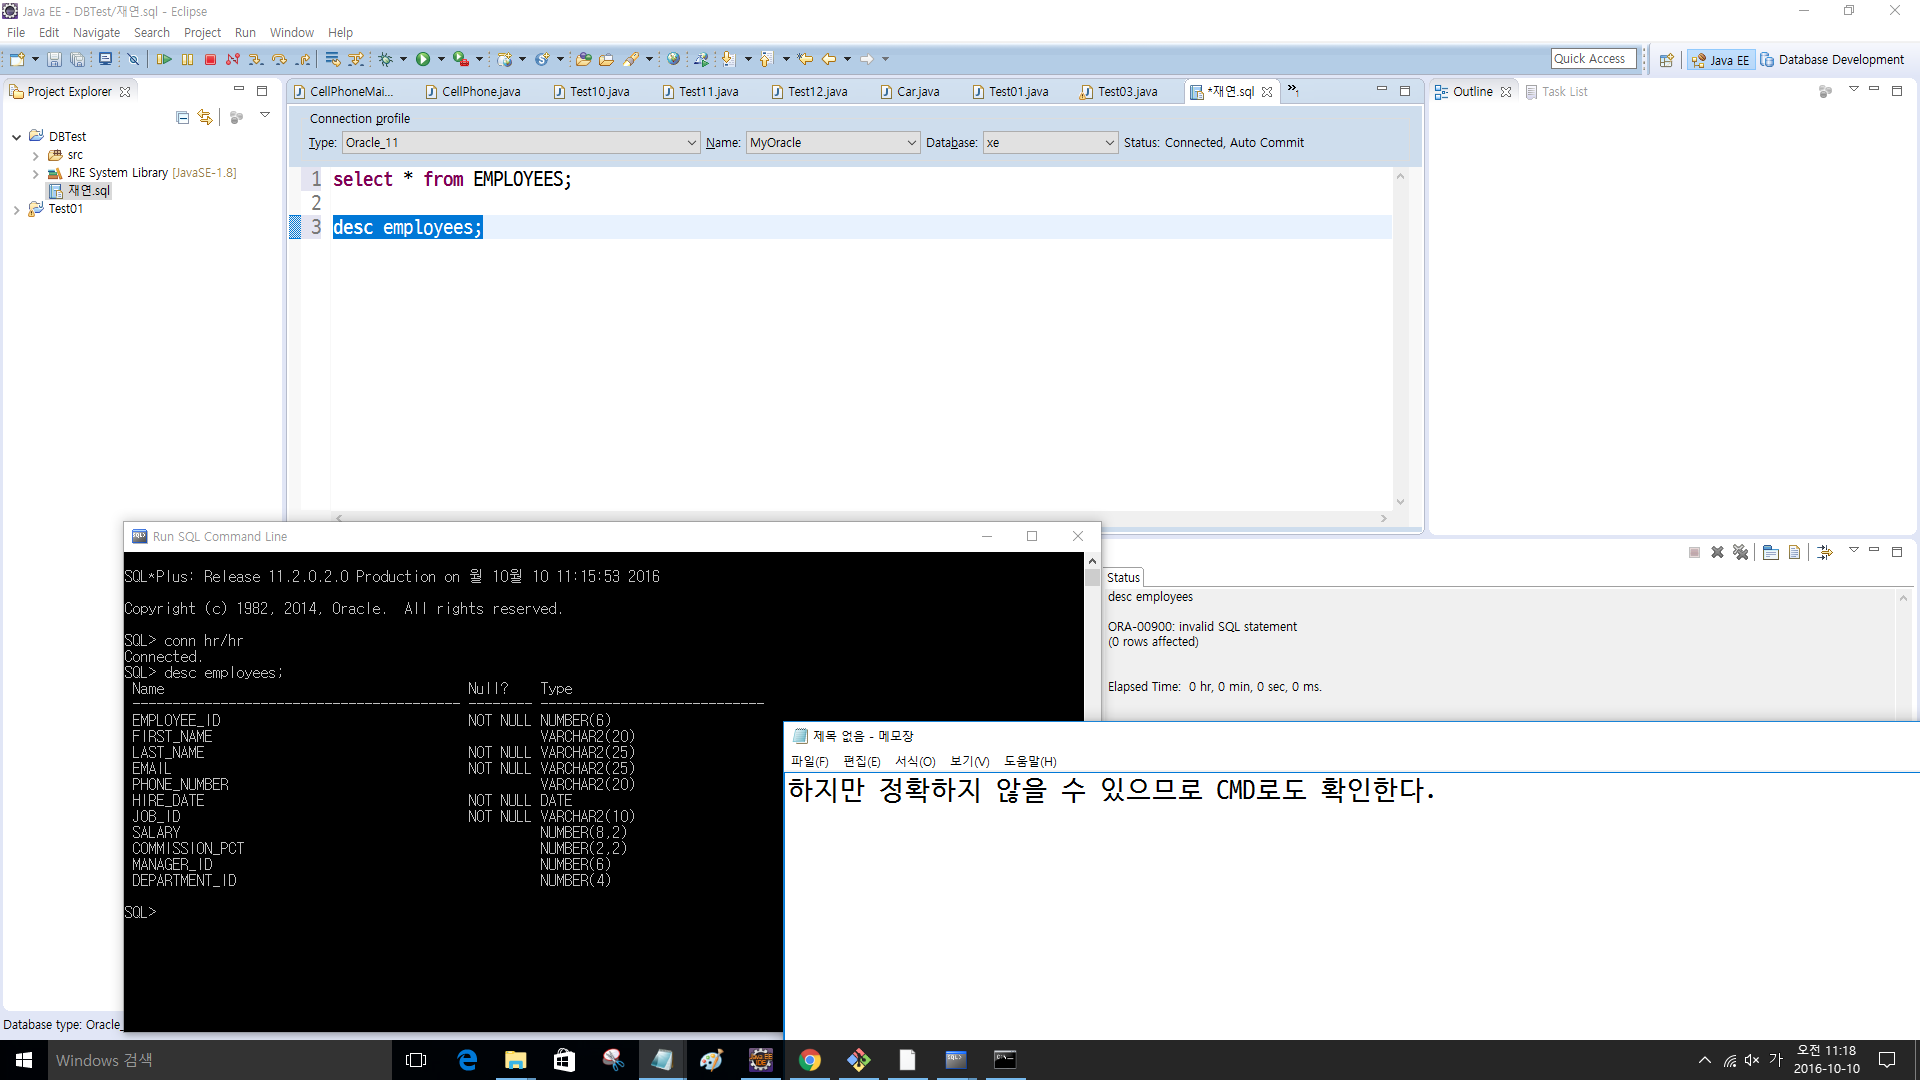 Java EE - DBTest/재연.sql - Eclipse
File Edit Navigate Search Project Run Window Help
Quick Access
Java EE
Database Development
Project Explorer
DBTest
src
JRE System Library [JavaSE-1.8]
재연.sql
Test01
CellPhoneMai... CellPhone.java Test10.java Test11.java Test12.java Car.java Test01.java Test03.java *재연.sql »1
Connection profile
Type: Oracle_11 Name: MyOracle Database: xe Status: Connected, Auto Commit
1 select * from EMPLOYEES;
2
3 desc employees;
Outline Task List
Run SQL Command Line
SQL*Plus: Release 11.2.0.2.0 Production on 월 10월 10 11:15:53 2016
Copyright (c) 1982, 2014, Oracle.  All rights reserved.
SQL> conn hr/hr
Connected.
SQL> desc employees;
Name Null? Type
----------------------------------------- -------- ----------------------------
EMPLOYEE_ID NOT NULL NUMBER(6)
FIRST_NAME VARCHAR2(20)
LAST_NAME NOT NULL VARCHAR2(25)
EMAIL NOT NULL VARCHAR2(25)
PHONE_NUMBER VARCHAR2(20)
HIRE_DATE NOT NULL DATE
JOB_ID NOT NULL VARCHAR2(10)
SALARY NUMBER(8,2)
COMMISSION_PCT NUMBER(2,2)
MANAGER_ID NUMBER(6)
DEPARTMENT_ID NUMBER(4)
SQL>
Status
desc employees
ORA-00900: invalid SQL statement
(0 rows affected)
Elapsed Time:  0 hr, 0 min, 0 sec, 0 ms.
제목 없음 - 메모장
파일(F) 편집(E) 서식(O) 보기(V) 도움말(H)
하지만 정확하지 않을 수 있으므로 CMD로도 확인한다.
Database type: Oracle_
Windows 검색
가
오전 11:18
2016-10-10